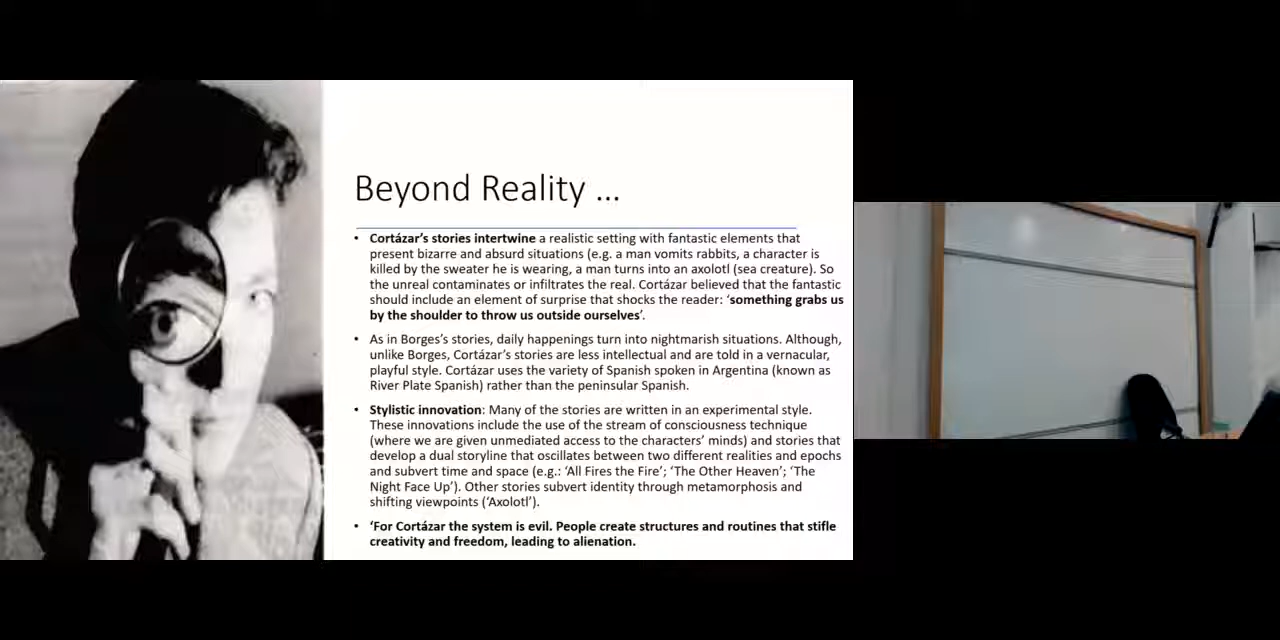 Beyond Reality ...
• Cortázar's stories intertwine a realistic setting with fantastic elements that
present bizarre and absurd situations (e.g. a man vomits rabbits, a character is
killed by the sweater he is wearing, a man turns into an axolotl (sea creature). So
the unreal contaminates or infiltrates the real. Cortázar believed that the fantastic
should include an element of surprise that shocks the reader: 'something grabs us
by the shoulder to throw us outside ourselves'.
• As in Borges's stories, daily happenings turn into nightmarish situations. Although,
unlike Borges, Cortázar's stories are less intellectual and are told in a vernacular,
playful style. Cortázar uses the variety of Spanish spoken in Argentina (known as
River Plate Spanish) rather than the peninsular Spanish.
• Stylistic innovation: Many of the stories are written in an experimental style.
These innovations include the use of the stream of consciousness technique
(where we are given unmediated access to the characters' minds) and stories that
develop a dual storyline that oscillates between two different realities and epochs
and subvert time and space (e.g.: 'All Fires the Fire'; 'The Other Heaven'; 'The
Night Face Up'). Other stories subvert identity through metamorphosis and
shifting viewpoints ('Axolotl').
• 'For Cortázar the system is evil. People create structures and routines that stifle
creativity and freedom, leading to alienation.